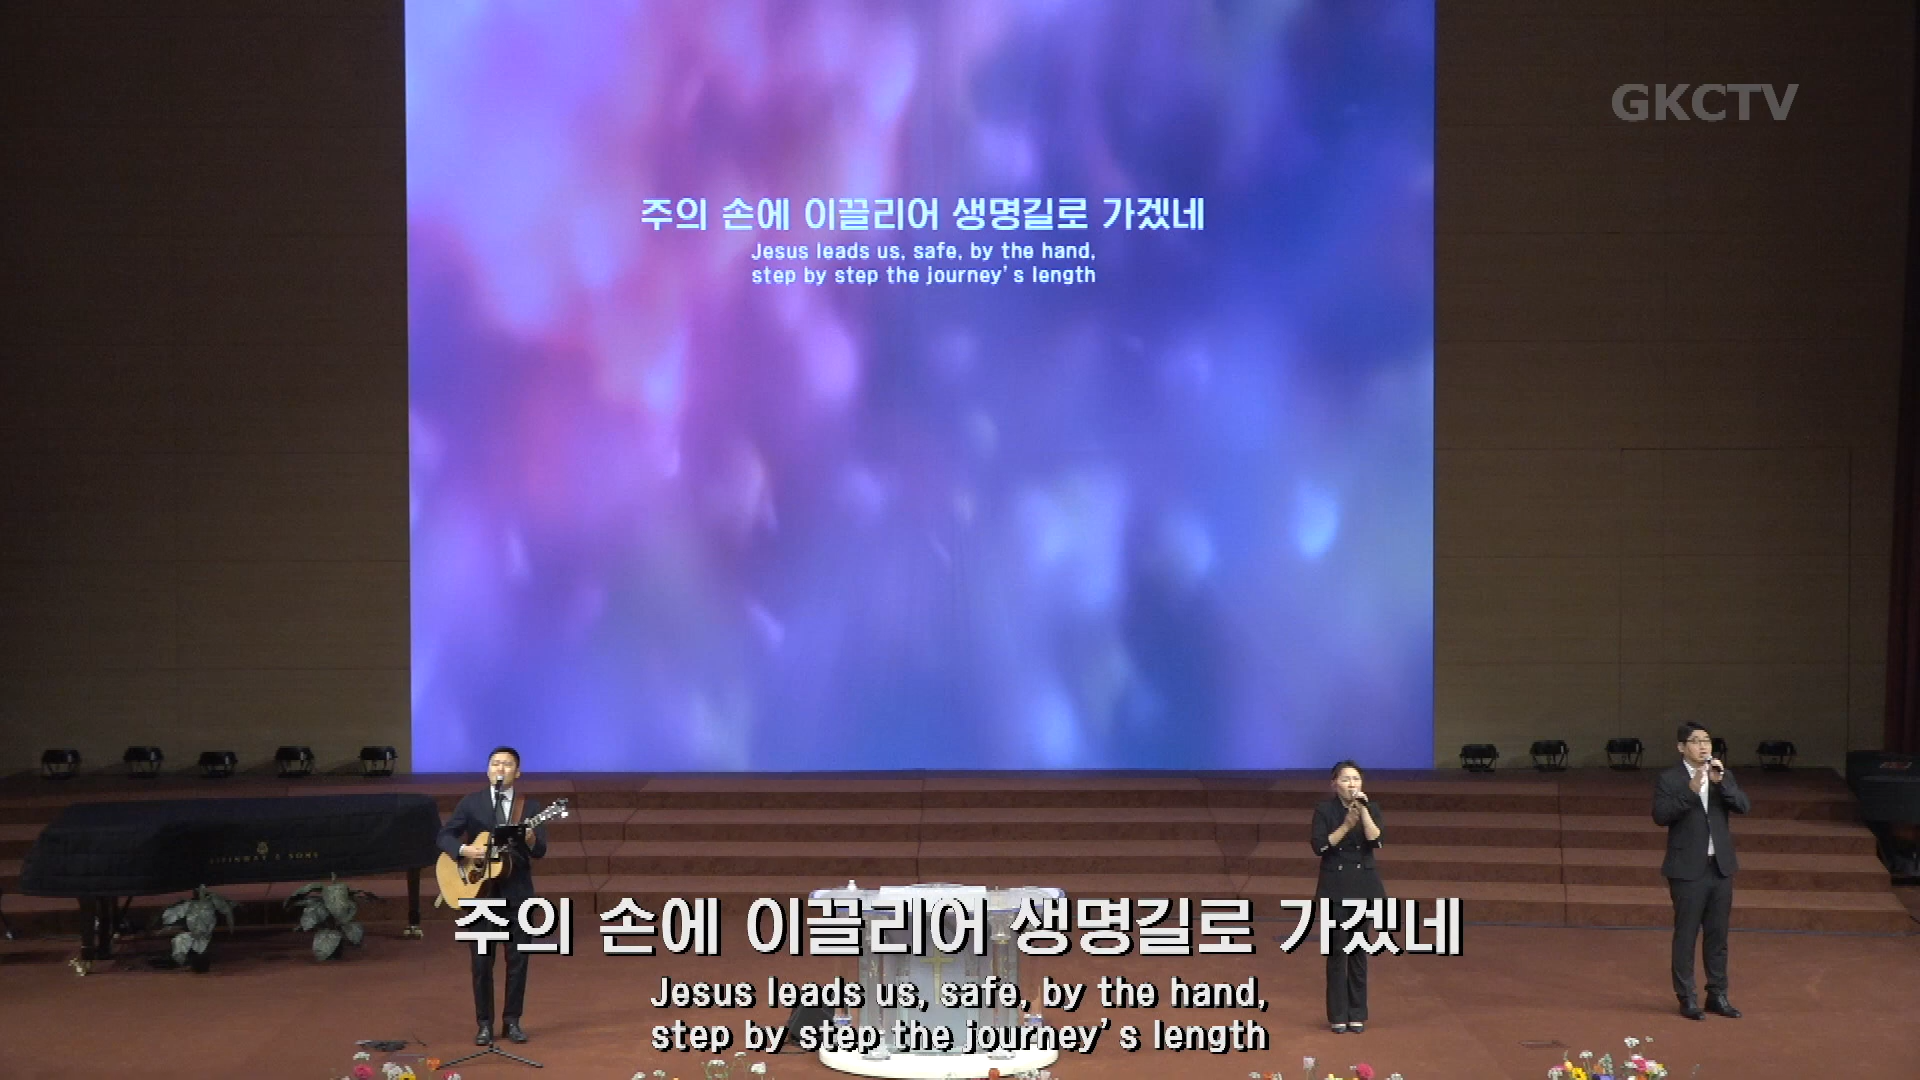 GKCTV
주의 손에 이끌리어 생명길로 가겠네
Jesus leads us, safe, by the hand,
step by step the journey's length
STEINWAY & SONS
주의 손에 이끌리어 생명길로 가겠네
Jesus leads us, safe, by the hand,
step by step the journey's length